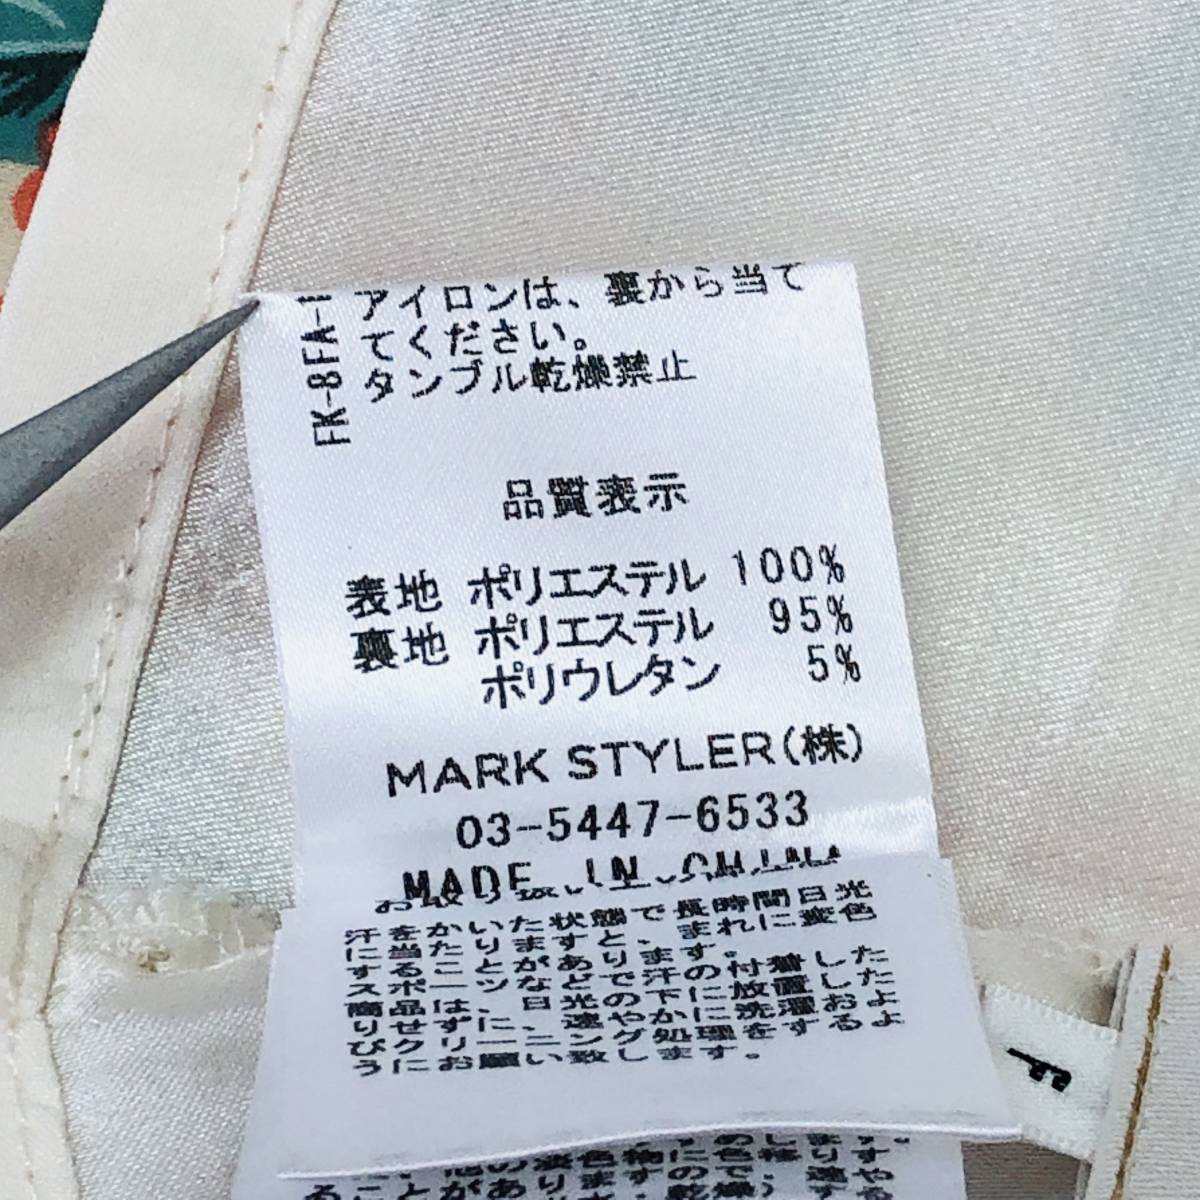 アイロンは、裏から当て
てください。
タンブル乾燥禁止
FK-8FA-1
品質表示
表地 ポリエステル 100%
裏地 ポリエステル 95%
ポリウレタン 5%
MARK STYLER(株)
03-5447-6533
MADE IN CHINA
汗をかいた状態で長時間日光
に当たりますと、まれに変色
することがあります。
スポーツなどで汗の付着した
商品は、日光の下に放置した
りせずに、速やかに洗濯およ
びクリーニング処理をするよ
うにお願い致します。
F